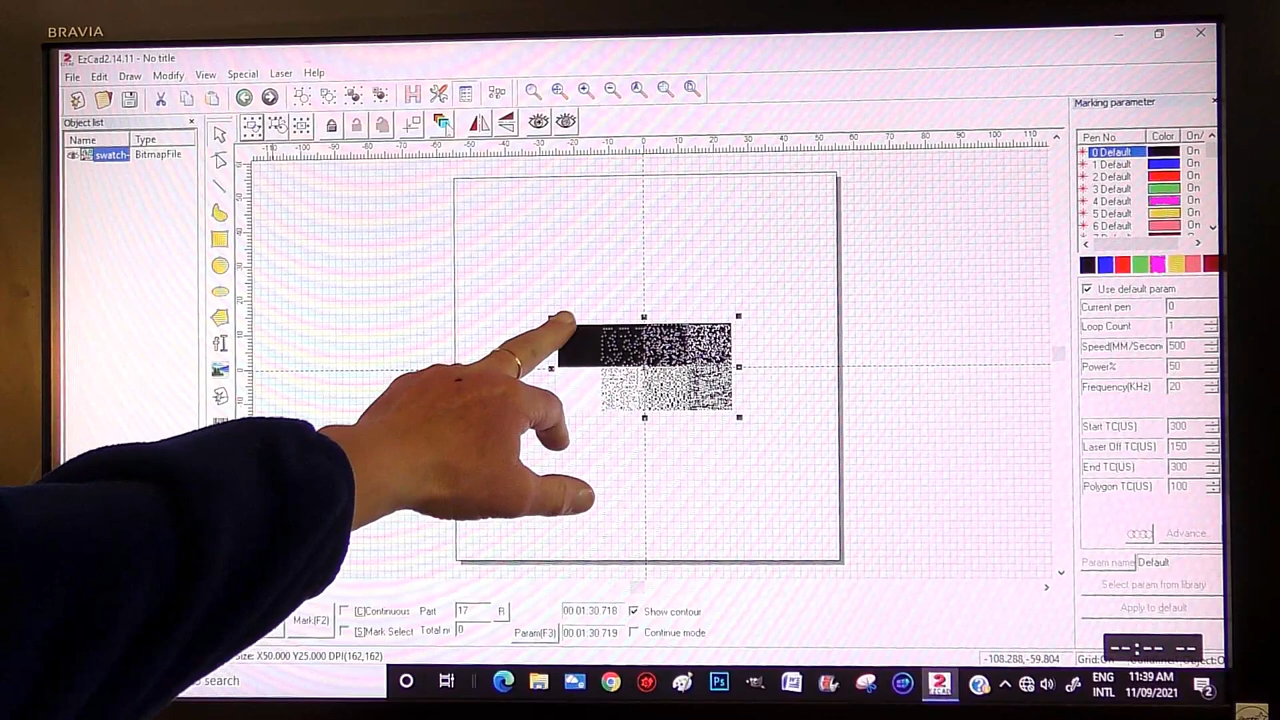 BRAVIA
EzCad2.14.11 - No title
File Edit Draw Modify View Special Laser Help
Object list
Name Type
swatch- BitmapFile
Marking parameter
Pen No. Color On/
0 Default On
1 Default On
2 Default On
3 Default On
4 Default On
5 Default On
6 Default On
Use default param
Current pen 0
Loop Count 1
Speed(MM/Secon 500
Power% 50
Frequency(KHz) 20
Start TC(US) 300
Laser Off TC(US) 150
End TC(US) 300
Polygon TC(US) 100
Advance
Param name Default
Select param from library
Apply to default
Mark(F2)
[C]Continuous Part 17 R 00 01:30 718 Show contour
[S]Mark Select Total n 0 Param(F3) 00 01:30 719 Continue mode
Size: X50.000 Y25.000 DPI(162,162)
-108.288,-59.804 Grid:On
search
ENG 11:39 AM
INTL 11/09/2021